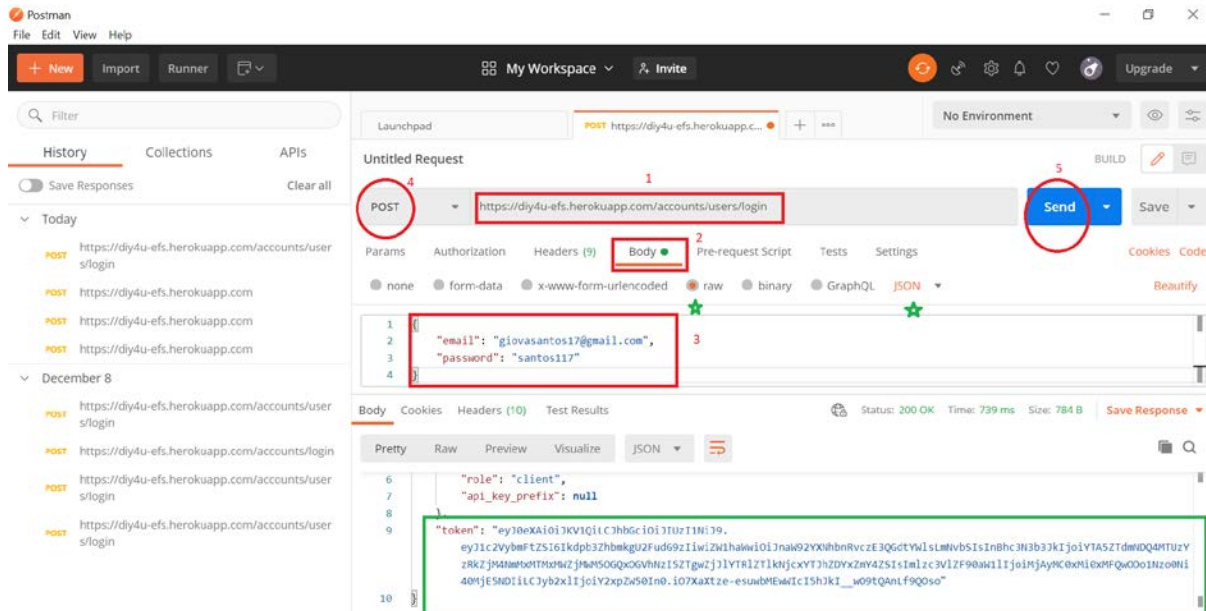 Postman
File Edit View Help
+ New Import Runner My Workspace Invite Upgrade
Filter
History Collections APIs
Save Responses Clear all
Today
POST https://diy4u-efs.herokuapp.com/accounts/user
s/login
POST https://diy4u-efs.herokuapp.com
POST https://diy4u-efs.herokuapp.com
POST https://diy4u-efs.herokuapp.com
December 8
POST https://diy4u-efs.herokuapp.com/accounts/user
s/login
POST https://diy4u-efs.herokuapp.com/accounts/login
POST https://diy4u-efs.herokuapp.com/accounts/user
s/login
POST https://diy4u-efs.herokuapp.com/accounts/user
s/login
Launchpad POST https://diy4u-efs.herokuapp.c... + ••• No Environment
Untitled Request BUILD
4 1 5
POST https://diy4u-efs.herokuapp.com/accounts/users/login Send Save
2
Params Authorization Headers (9) Body Pre-request Script Tests Settings Cookies Code
none form-data x-www-form-urlencoded raw binary GraphQL JSON Beautify
1 {
2 "email": "giovasantos17@gmail.com", 3
3 "password": "santos117"
4 }
Body Cookies Headers (10) Test Results Status: 200 OK Time: 739 ms Size: 784 B Save Response
Pretty Raw Preview Visualize JSON
6 "role": "client",
7 "api_key_prefix": null
8 },
9 "token":
10 }